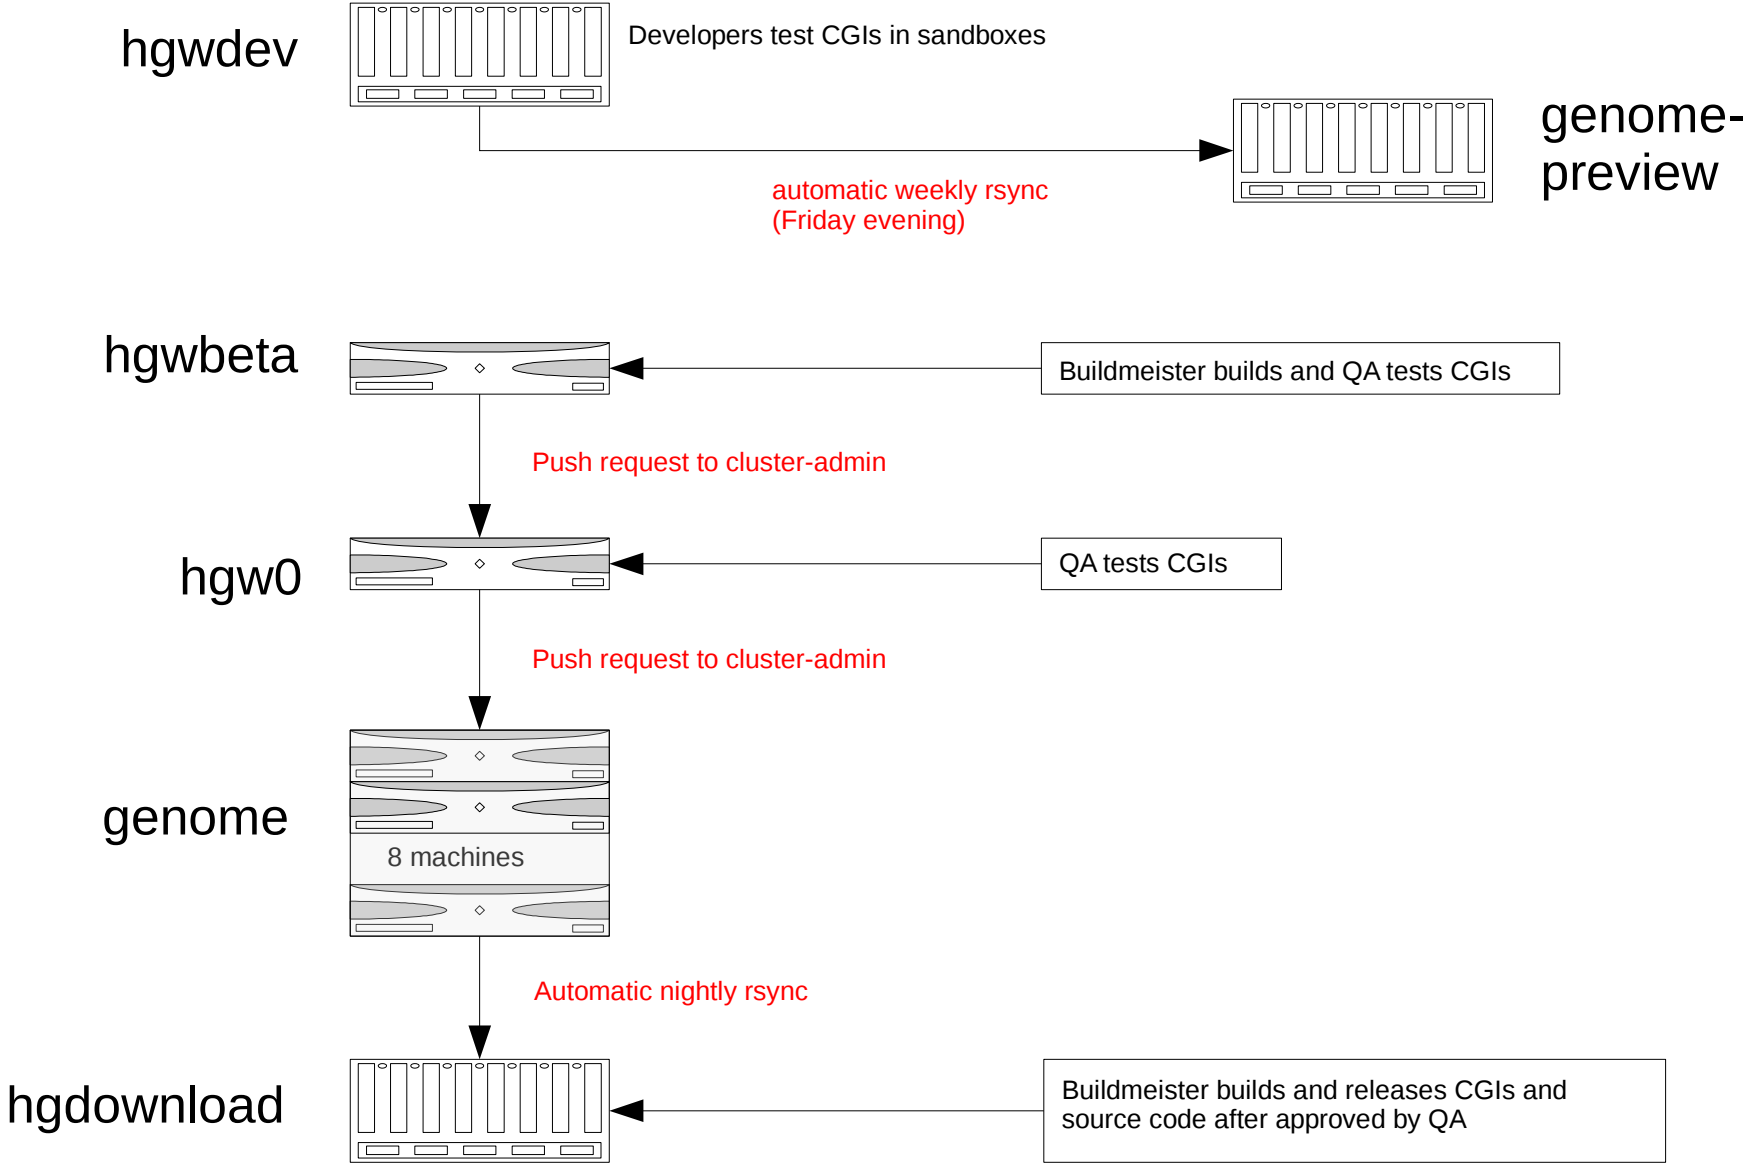 hgwdev
Developers test CGIs in sandboxes
genome-
preview
automatic weekly rsync
(Friday evening)
hgwbeta
Buildmeister builds and QA tests CGIs
Push request to cluster-admin
hgw0
QA tests CGIs
Push request to cluster-admin
genome
8 machines
Automatic nightly rsync
hgdownload
Buildmeister builds and releases CGIs and
source code after approved by QA